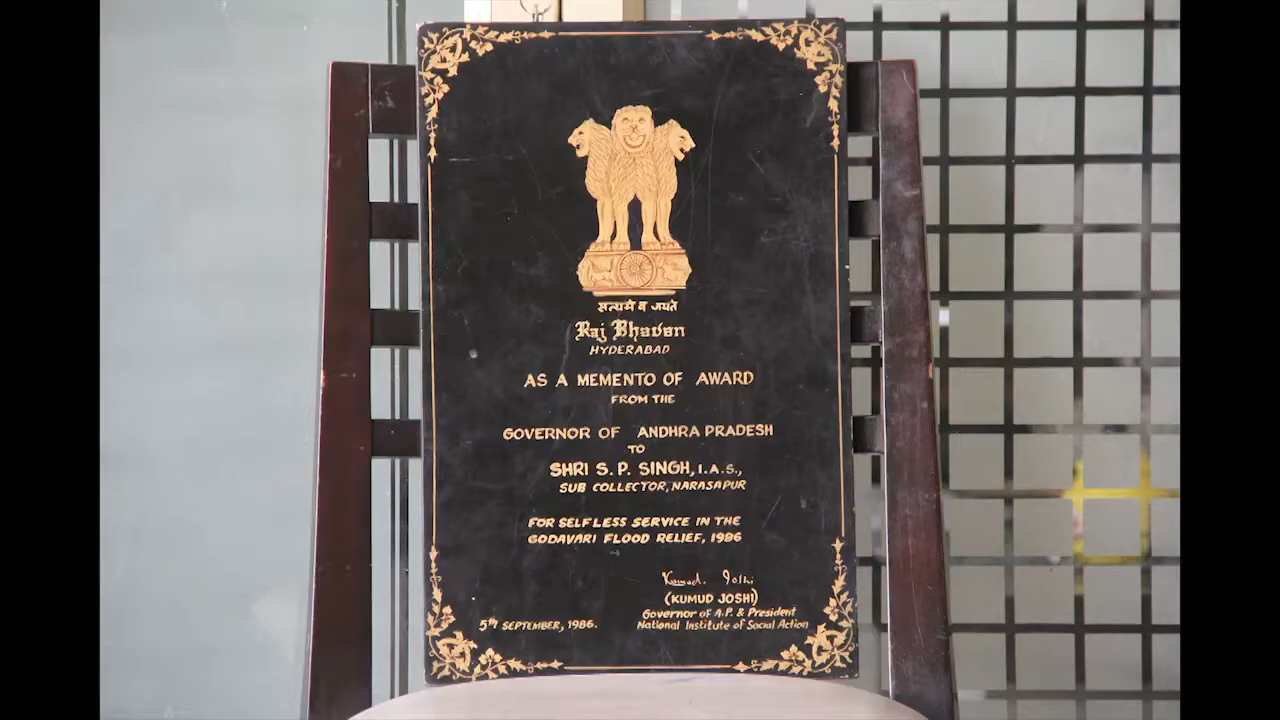 सत्यमेव जयते
Raj Bhavan
HYDERABAD
AS A MEMENTO OF AWARD
FROM THE
GOVERNOR OF ANDHRA PRADESH
TO
SHRI S. P. SINGH, I.A.S.,
SUB COLLECTOR, NARASAPUR
FOR SELFLESS SERVICE IN THE
GODAVARI FLOOD RELIEF, 1986
Kumud Joshi
(KUMUD JOSHI)
Governor of A.P. & President
National Institute of Social Action
5th SEPTEMBER, 1986.